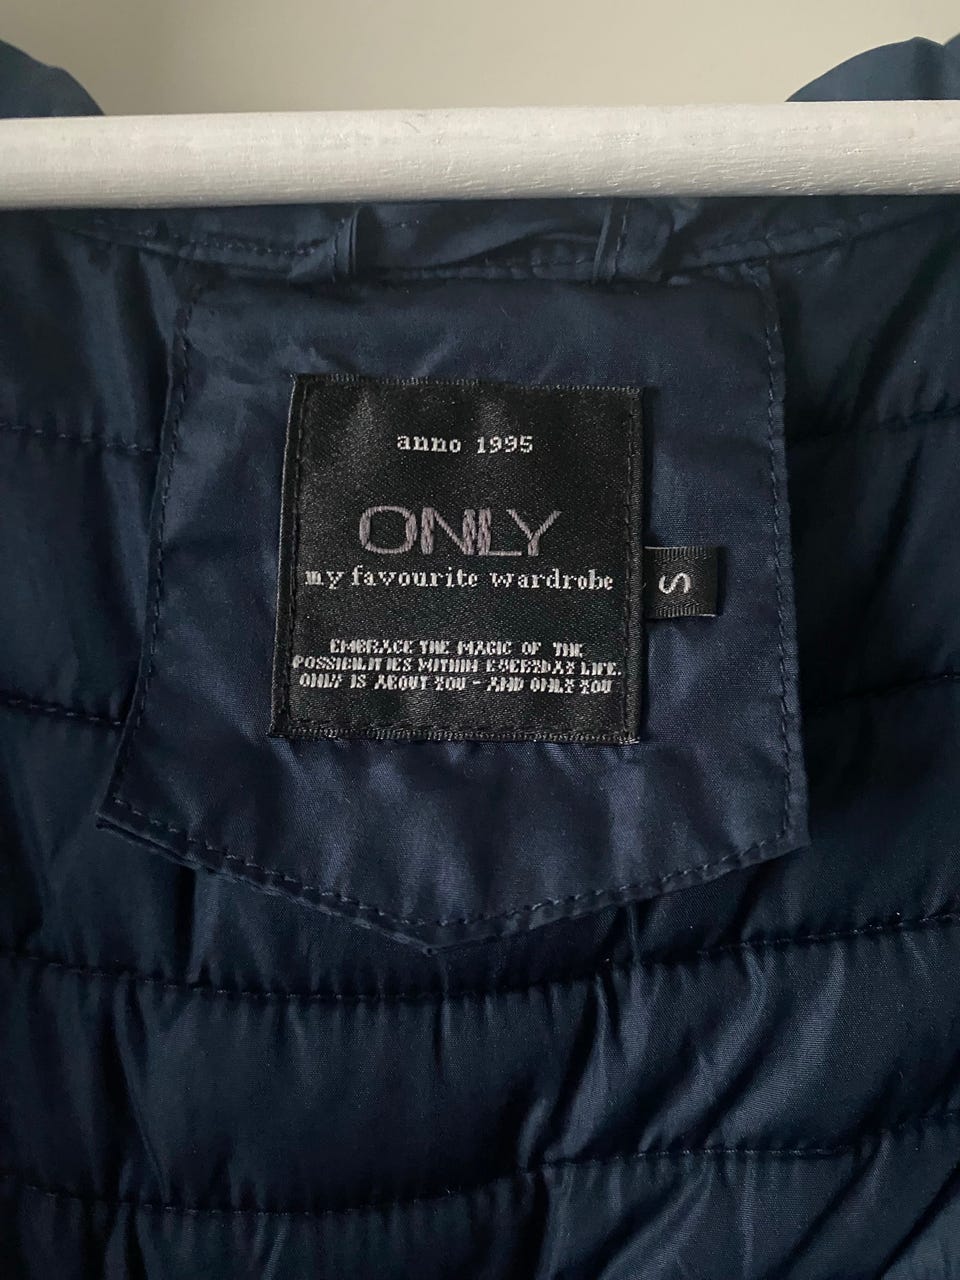 anno 1995
ONLY
my favourite wardrobe
S
EMBRACE THE MAGIC OF THE
POSSIBILITIES WITHIN EVERYDAY LIFE.
ONLY IS ABOUT YOU - AND ONLY YOU